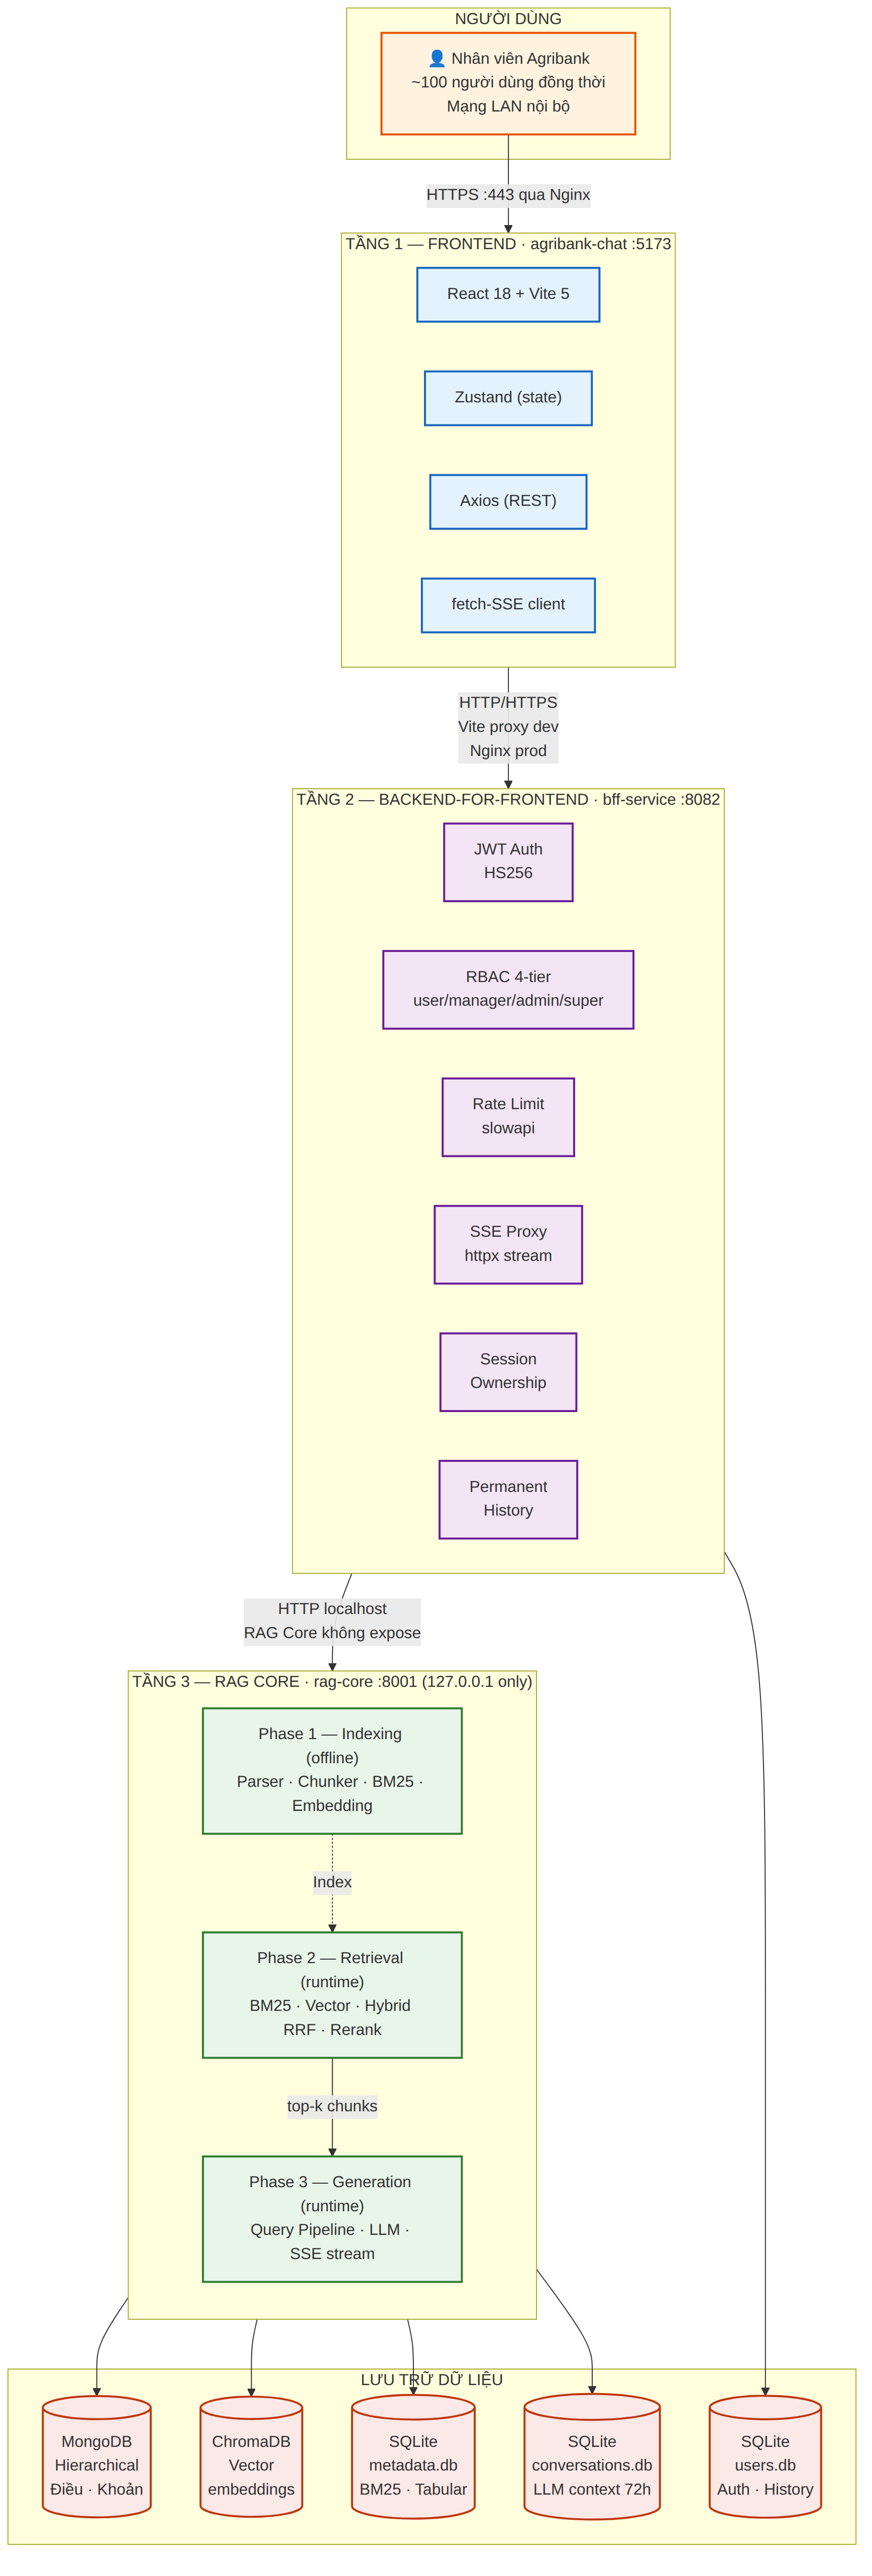 NGƯỜI DÙNG
👤 Nhân viên Agribank
~100 người dùng đồng thời
Mạng LAN nội bộ
HTTPS :443 qua Nginx
TẦNG 1 — FRONTEND · agribank-chat :5173
React 18 + Vite 5
Zustand (state)
Axios (REST)
fetch-SSE client
HTTP/HTTPS
Vite proxy dev
Nginx prod
TẦNG 2 — BACKEND-FOR-FRONTEND · bff-service :8082
JWT Auth
HS256
RBAC 4-tier
user/manager/admin/super
Rate Limit
slowapi
SSE Proxy
httpx stream
Session
Ownership
Permanent
History
HTTP localhost
RAG Core không expose
TẦNG 3 — RAG CORE · rag-core :8001 (127.0.0.1 only)
Phase 1 — Indexing
(offline)
Parser · Chunker · BM25 ·
Embedding
Index
Phase 2 — Retrieval
(runtime)
BM25 · Vector · Hybrid
RRF · Rerank
top-k chunks
Phase 3 — Generation
(runtime)
Query Pipeline · LLM ·
SSE stream
LƯU TRỮ DỮ LIỆU
MongoDB
Hierarchical
Điều · Khoản
ChromaDB
Vector
embeddings
SQLite
metadata.db
BM25 · Tabular
SQLite
conversations.db
LLM context 72h
SQLite
users.db
Auth · History